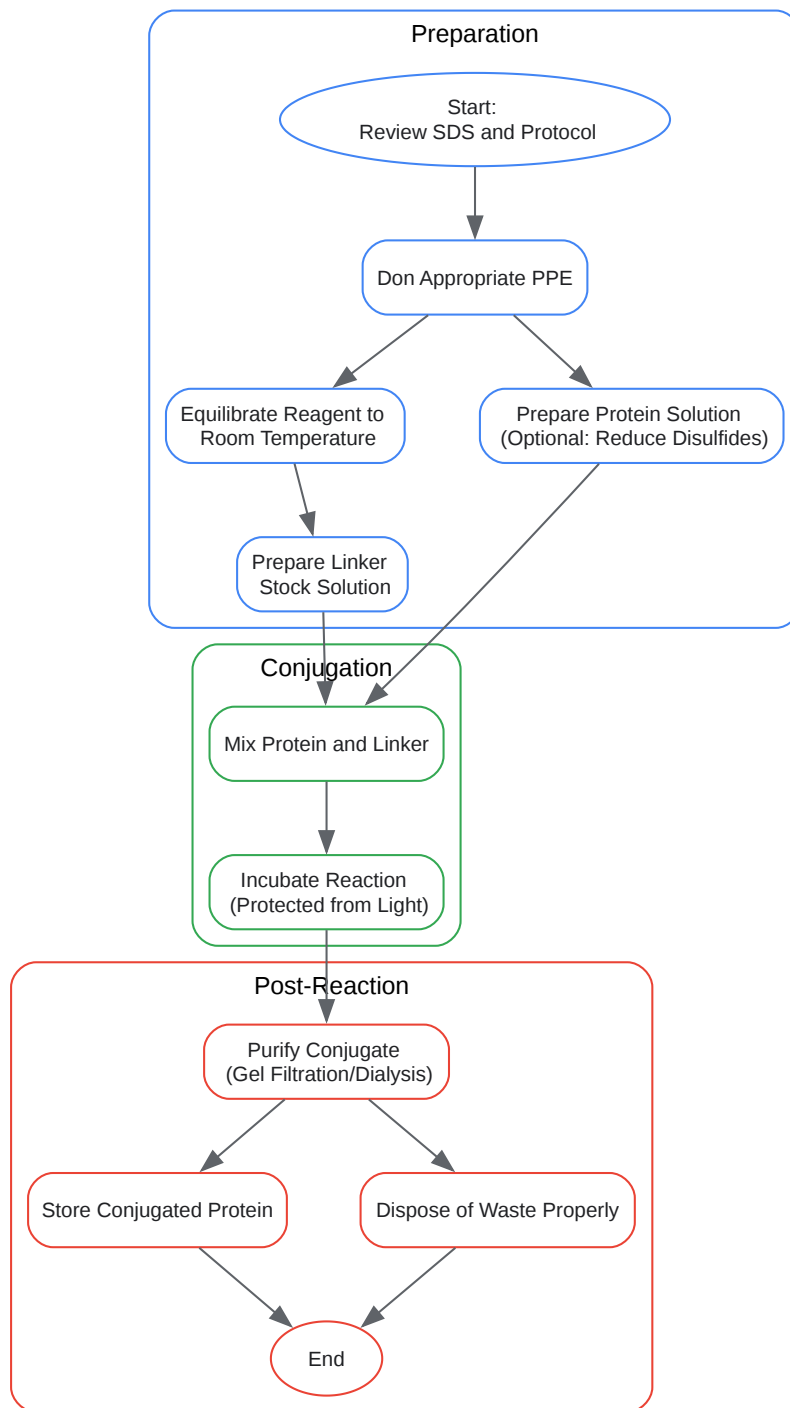 Preparation
Start:
Review SDS and Protocol
Don Appropriate PPE
Equilibrate Reagent to
Room Temperature
Prepare Protein Solution
(Optional: Reduce Disulfides)
Prepare Linker
Stock Solution
Conjugation
Mix Protein and Linker
Incubate Reaction
(Protected from Light)
Post-Reaction
Purify Conjugate
(Gel Filtration/Dialysis)
Store Conjugated Protein
Dispose of Waste Properly
End